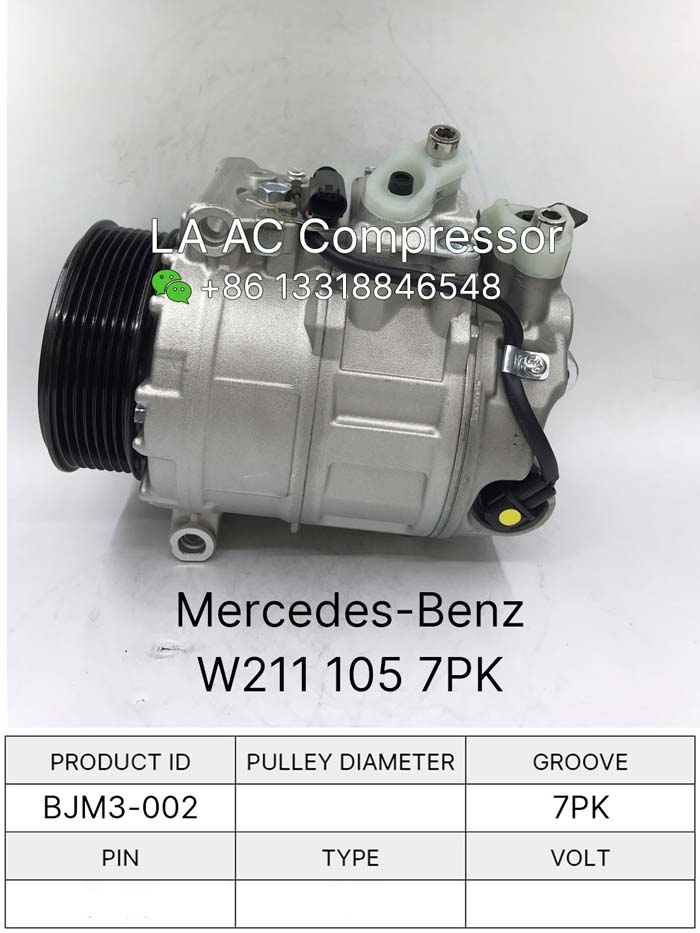 LA AC Compressor
+86 13318846548
Mercedes-Benz
W211 105 7PK
PRODUCT ID PULLEY DIAMETER GROOVE
BJM3-002 7PK
PIN TYPE VOLT